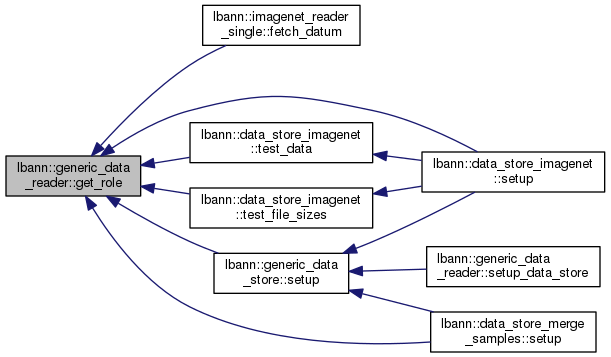 lbann::imagenet_reader
_single::fetch_datum
lbann::data_store_imagenet
::test_data
lbann::data_store_imagenet
::setup
lbann::generic_data
_reader::get_role
lbann::data_store_imagenet
::test_file_sizes
lbann::generic_data
_store::setup
lbann::generic_data
_reader::setup_data_store
lbann::data_store_merge
_samples::setup